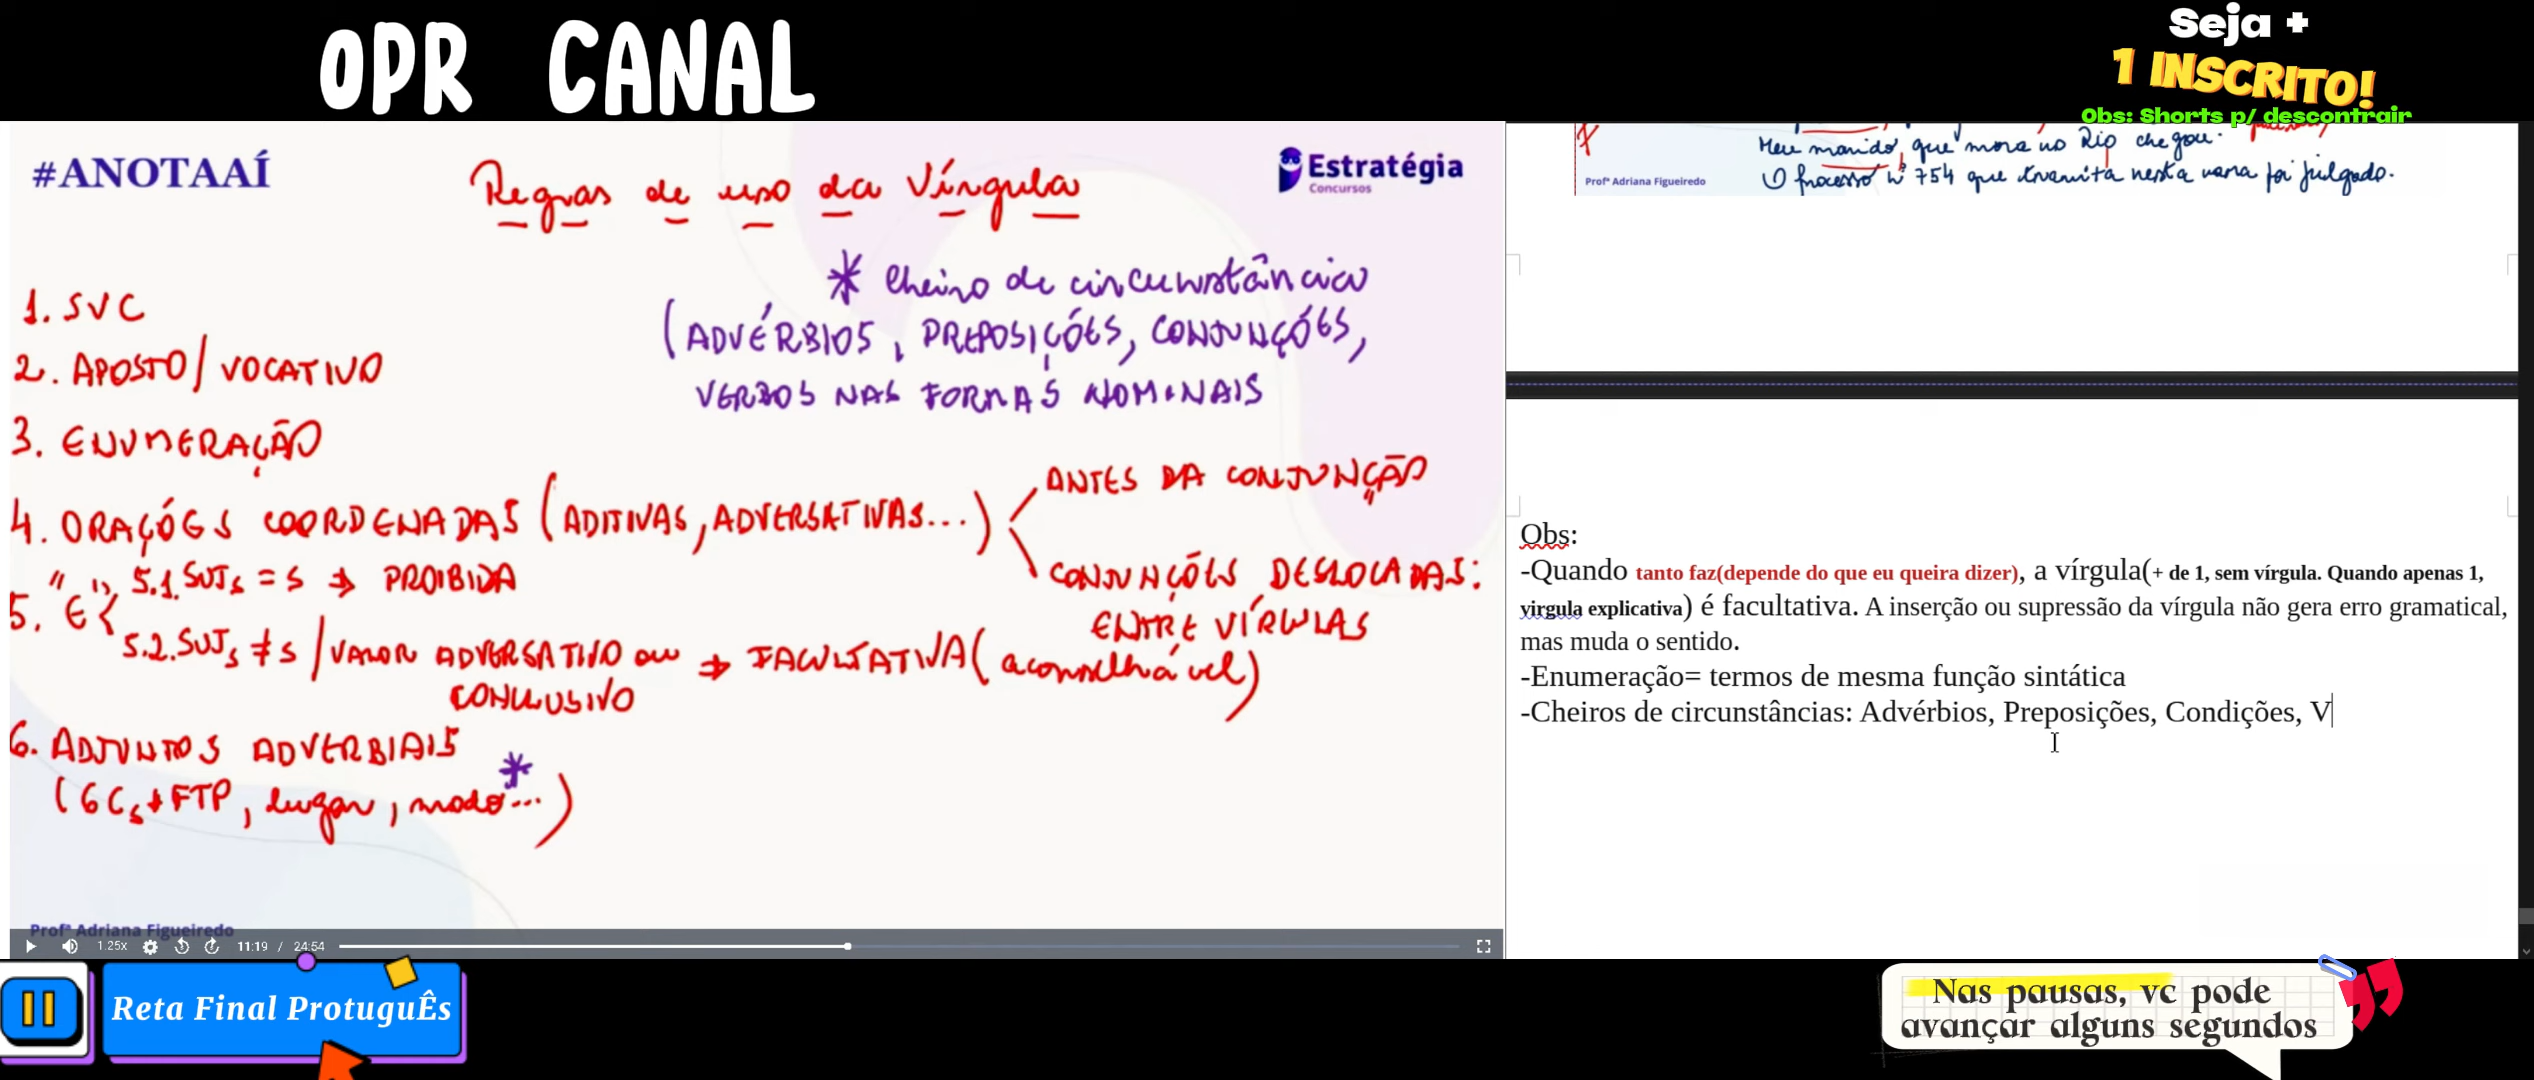 OPR CANAL
Seja +
1 INSCRITO!
Obs: Shorts p/ descontrair
#ANOTAAÍ
Regras de uso da Vírgula
Estratégia
Concursos
* Cheiro de circunstância
(ADVÉRBIOS, PREPOSIÇÕES, CONJUNÇÕES,
VERBOS NAS FORMAS NOMINAIS
1. SVC
2. APOSTO / VOCATIVO
3. ENUMERAÇÃO
4. ORAÇÕES COORDENADAS (ADITIVAS, ADVERSATIVAS...)
ANTES DA CONJUNÇÃO
CONJUNÇÕES DESLOCADAS:
ENTRE VÍRGULAS
5. "E" { 5.1. SUJs = s → PROIBIDA
5.2. SUJs ≠ s / VALOR ADVERSATIVO ou → FACULTATIVA (aconselhável)
CONCLUSIVO
6. ADJUNTOS ADVERBIAIS
(6Cs + FTP, lugar, modo...*)
Profª Adriana Figueiredo
1.25x 11:19 / 24:54
Meu marido, que mora no Rio chegou.
Profª Adriana Figueiredo
O processo nº 754 que tramita nesta vara foi julgado.
Obs:
-Quando tanto faz(depende do que eu queira dizer), a vírgula(+ de 1, sem vírgula. Quando apenas 1,
virgula explicativa) é facultativa. A inserção ou supressão da vírgula não gera erro gramatical,
mas muda o sentido.
-Enumeração= termos de mesma função sintática
-Cheiros de circunstâncias: Advérbios, Preposições, Condições, V
Reta Final ProtuguÊs
Nas pausas, vc pode
avançar alguns segundos